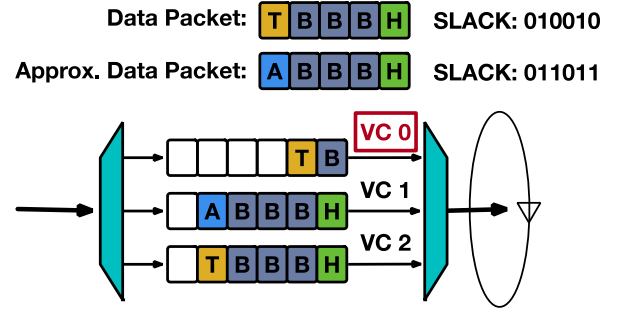 Data Packet: T B B B H SLACK: 010010
Approx. Data Packet: A B B B H SLACK: 011011
VC 0
T B
VC 1
A B B B H
VC 2
T B B B H